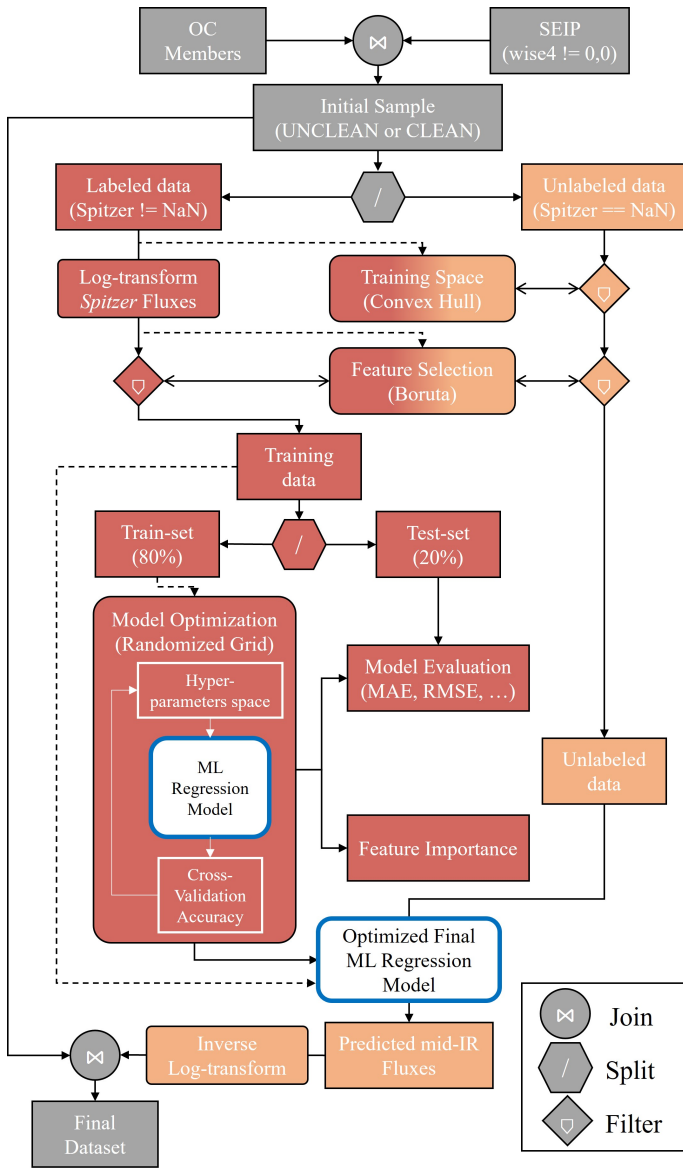 OC
Members
⋈
SEIP
(wise4 != 0,0)
Initial Sample
(UNCLEAN or CLEAN)
Labeled data
(Spitzer != NaN)
/
Unlabeled data
(Spitzer == NaN)
Log-transform
Spitzer Fluxes
Training Space
(Convex Hull)
Feature Selection
(Boruta)
Training
data
Train-set
(80%)
/
Test-set
(20%)
Model Optimization
(Randomized Grid)
Hyper-
parameters space
ML
Regression
Model
Cross-
Validation
Accuracy
Model Evaluation
(MAE, RMSE, …)
Unlabeled
data
Feature Importance
Optimized Final
ML Regression
Model
⋈
Inverse
Log-transform
Predicted mid-IR
Fluxes
Final
Dataset
⋈ Join
/ Split
Filter